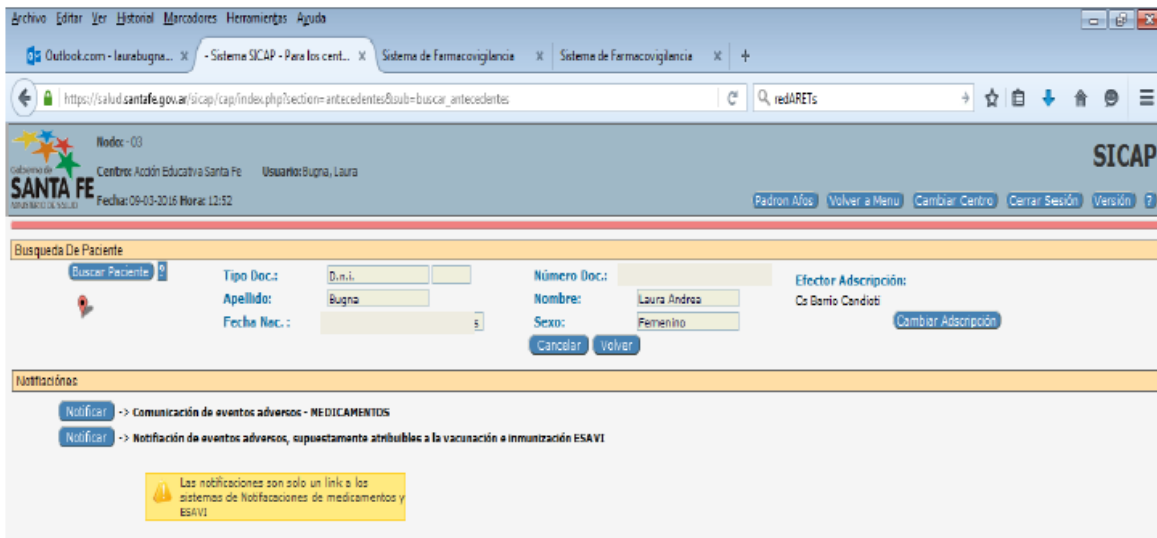 Archivo Editar Ver Historial Marcadores Herramientas Ayuda
Outlook.com - laurabugna... x - Sistema SICAP - Para los cent... x Sistema de Farmacovigilancia x Sistema de Farmacovigilancia x +
https://salud.santafe.gov.ar/sicap/cap/index.php?section=antecedentes&sub=buscar_antecedentes redARETs
Nodo: - 03
Gobierno de
SANTA FE
MINISTERIO DE SALUD
Centro: Acción Educativa Santa Fe Usuario: Bugna, Laura
Fecha: 09-03-2016 Hora: 12:52
SICAP
Padron Afos Volver a Menu Cambiar Centro Cerrar Sesión Versión ?
Busqueda De Paciente
Buscar Paciente ? Tipo Doc.: D.n.i. Número Doc.: Efector Adscripción:
Apellido: Bugna Nombre: Laura Andrea Cs Barrio Candioti
Fecha Nac. : s Sexo: Femenino Cambiar Adscripción
Cancelar Volver
Notifiaciónes
Notificar -> Comunicación de eventos adversos - MEDICAMENTOS
Notificar -> Notifiación de eventos adversos, supuestamente atribuibles a la vacunación e inmunización ESAVI
Las notificaciones son solo un link a los
sistemas de Notifacaciones de medicamentos y
ESAVI